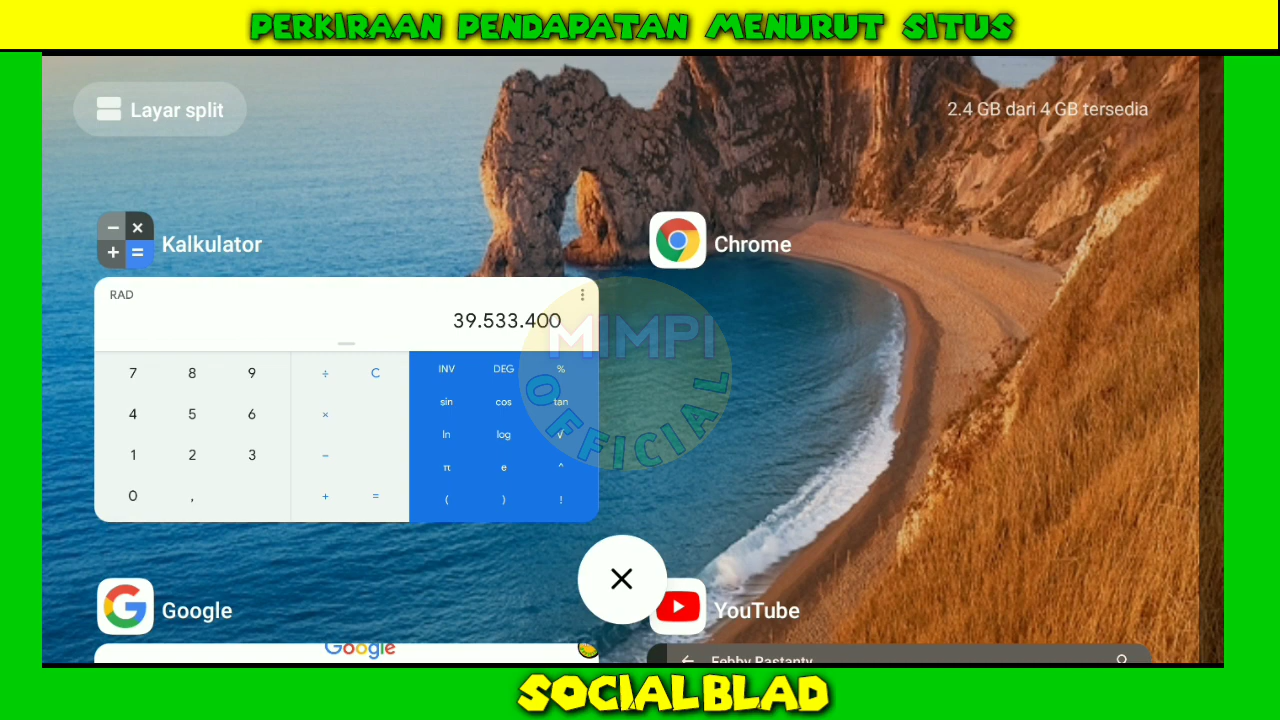 PERKIRAAN PENDAPATAN MENURUT SITUS
Layar split
2.4 GB dari 4 GB tersedia
Kalkulator
Chrome
RAD
39.533.400
7 8 9 ÷ C INV DEG %
4 5 6 × sin cos tan
1 2 3 − ln log √
π e ^
0 , + = ( ) !
MIMPI
OFFICIAL
Google
YouTube
Google
Febby Rastanty
SOCIALBLAD